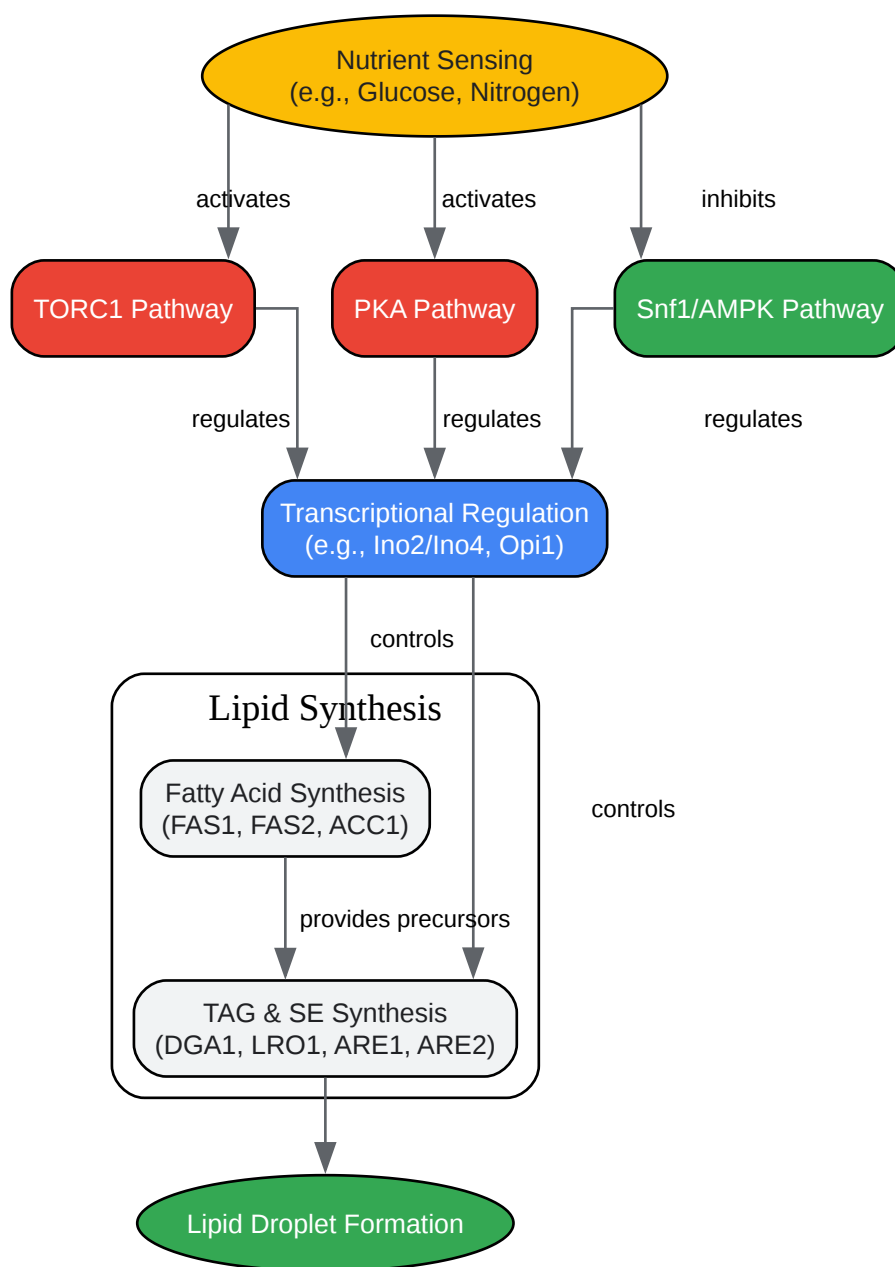 Nutrient Sensing
(e.g., Glucose, Nitrogen)
activates
activates
inhibits
TORC1 Pathway
PKA Pathway
Snf1/AMPK Pathway
regulates
regulates
regulates
Transcriptional Regulation
(e.g., Ino2/Ino4, Opi1)
controls
Lipid Synthesis
Fatty Acid Synthesis
(FAS1, FAS2, ACC1)
controls
provides precursors
TAG & SE Synthesis
(DGA1, LRO1, ARE1, ARE2)
Lipid Droplet Formation